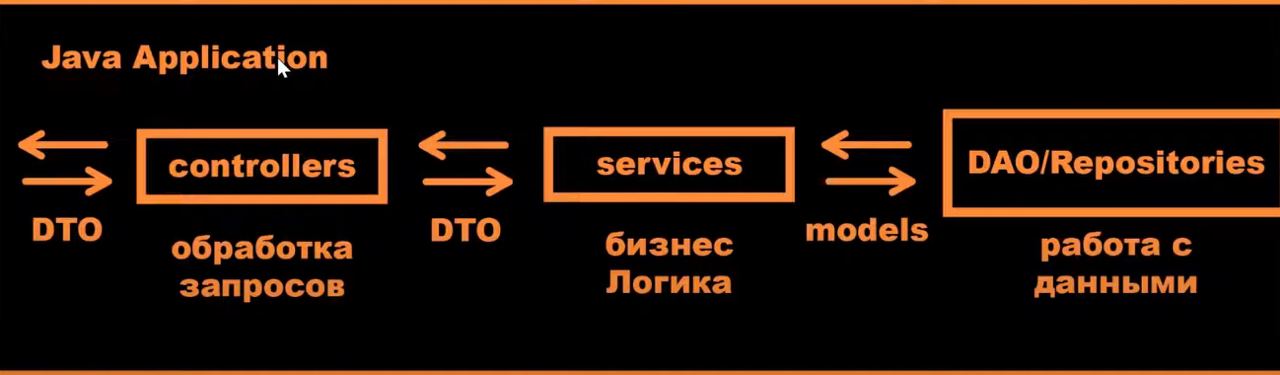 Java Application
controllers
services
DAO/Repositories
DTO
DTO
models
обработка
запросов
бизнес
Логика
работа с
данными